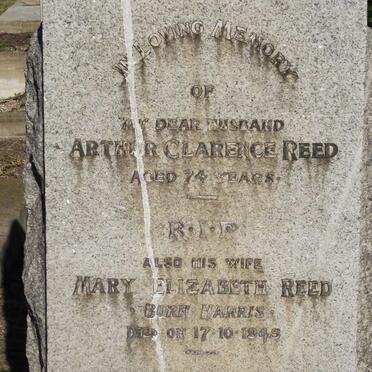 IN LOVING MEMORY
OF
MY DEAR HUSBAND
ARTHUR CLARENCE REED
AGED 74 YEARS.
R·I·P
ALSO HIS WIFE
MARY ELIZABETH REED
BORN HARRIS
DIED ON 17·10·1945